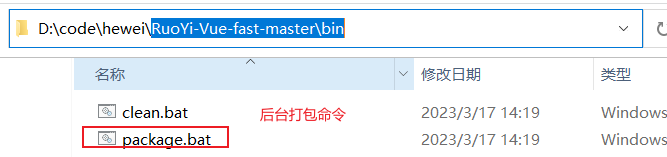 D:\code\hewei\RuoYi-Vue-fast-master\bin
名称 修改日期 类型
clean.bat 后台打包命令 2023/3/17 14:19 Windows
package.bat 2023/3/17 14:19 Windows